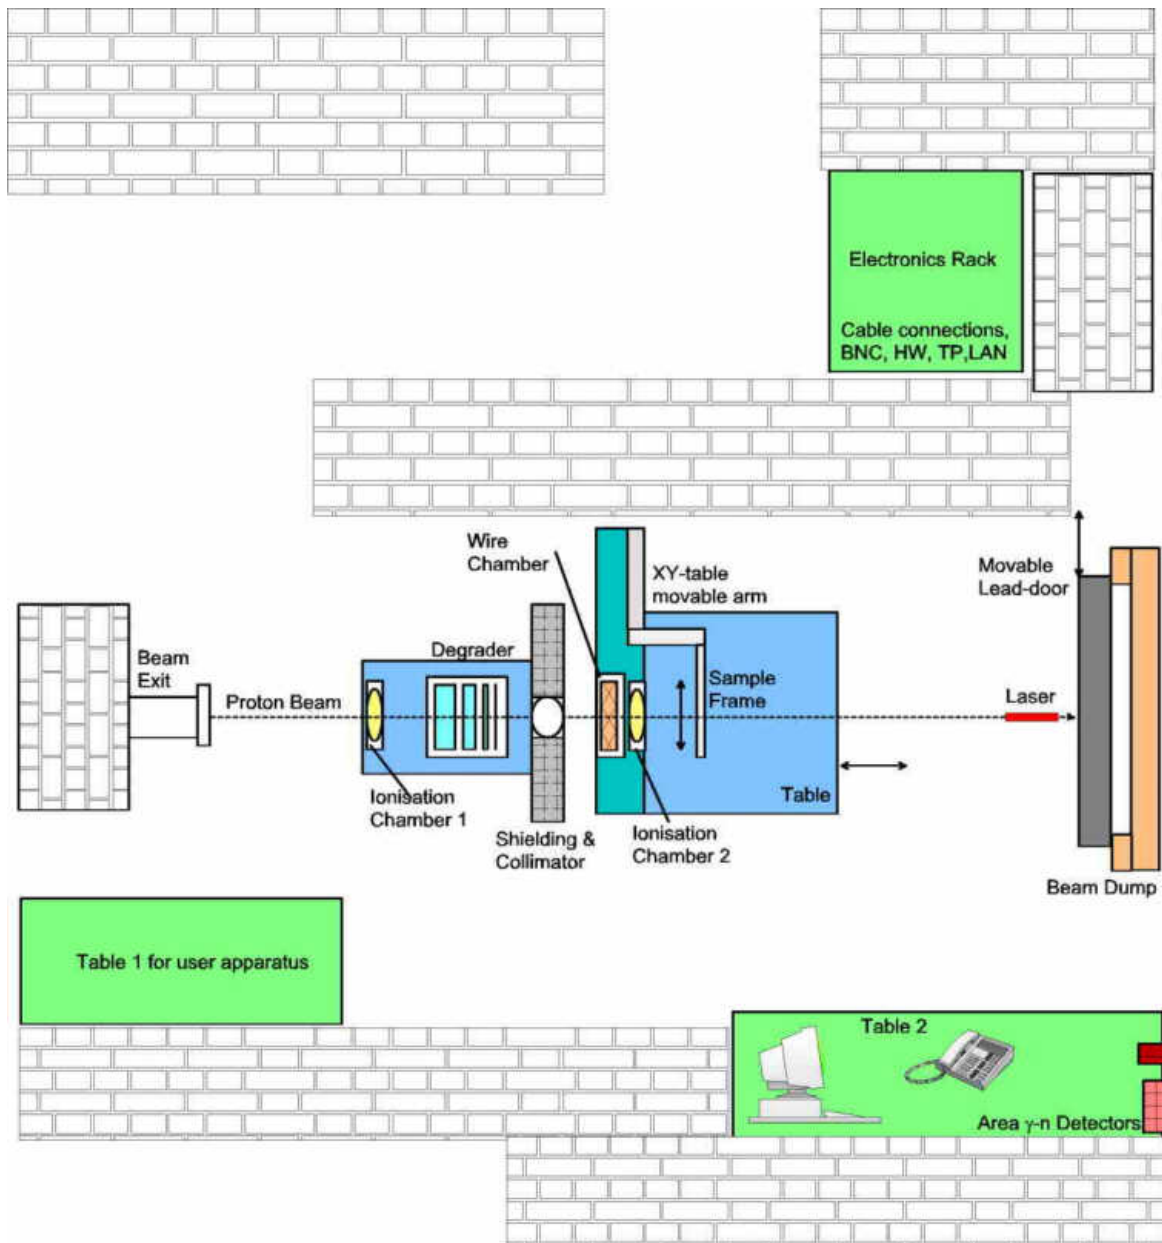 Electronics Rack
Cable connections,
BNC, HW, TP,LAN
Wire
Chamber
XY-table
movable arm
Movable
Lead-door
Beam
Exit
Degrader
Proton Beam
Sample
Frame
Laser
Table
Ionisation
Chamber 1
Shielding &
Collimator
Ionisation
Chamber 2
Beam Dump
Table 1 for user apparatus
Table 2
Area γ-n Detectors